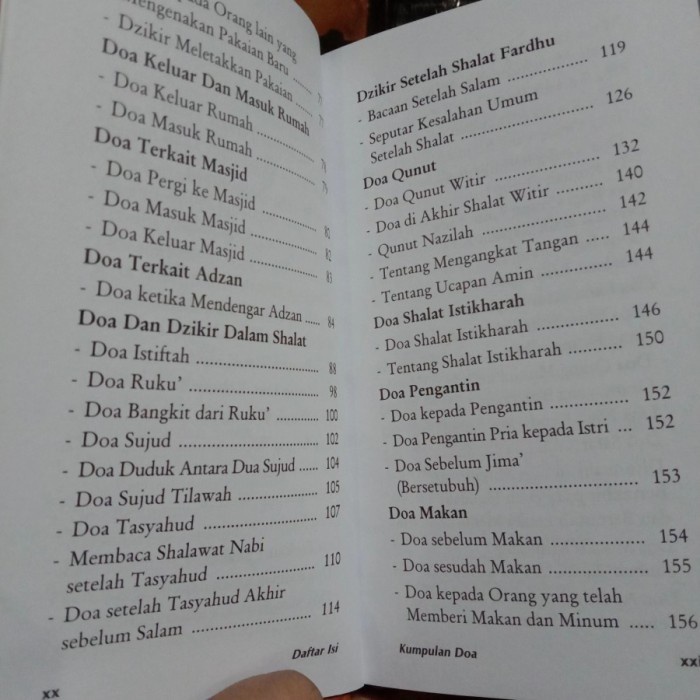 Orang lain yang
Mengenakan Pakaian Baru
- Dzikir Meletakkan Pakaian
Doa Keluar Dan Masuk Rumah
- Doa Keluar Rumah
- Doa Masuk Rumah
Doa Terkait Masjid
- Doa Pergi ke Masjid
- Doa Masuk Masjid
- Doa Keluar Masjid
Doa Terkait Adzan
- Doa ketika Mendengar Adzan ...... 84
Doa Dan Dzikir Dalam Shalat
- Doa Istiftah .............................. 88
- Doa Ruku' ................................ 98
- Doa Bangkit dari Ruku' ............ 100
- Doa Sujud ................................ 102
- Doa Duduk Antara Dua Sujud ...... 104
- Doa Sujud Tilawah .................... 105
- Doa Tasyahud ............................ 107
- Membaca Shalawat Nabi
setelah Tasyahud ........................ 110
- Doa setelah Tasyahud Akhir
sebelum Salam ............................ 114
Daftar Isi
xx
Dzikir Setelah Shalat Fardhu
- Bacaan Setelah Salam ................ 119
- Seputar Kesalahan Umum
Setelah Shalat ............................ 126
Doa Qunut
- Doa Qunut Witir ...................... 132
- Doa di Akhir Shalat Witir .......... 140
- Qunut Nazilah .......................... 142
- Tentang Mengangkat Tangan ..... 144
- Tentang Ucapan Amin .............. 144
Doa Shalat Istikharah
- Doa Shalat Istikharah ................ 146
- Tentang Shalat Istikharah .......... 150
Doa Pengantin
- Doa kepada Pengantin ................ 152
- Doa Pengantin Pria kepada Istri ... 152
- Doa Sebelum Jima'
(Bersetubuh) .............................. 153
Doa Makan
- Doa sebelum Makan .................. 154
- Doa sesudah Makan .................. 155
- Doa kepada Orang yang telah
Memberi Makan dan Minum ..... 156
Kumpulan Doa